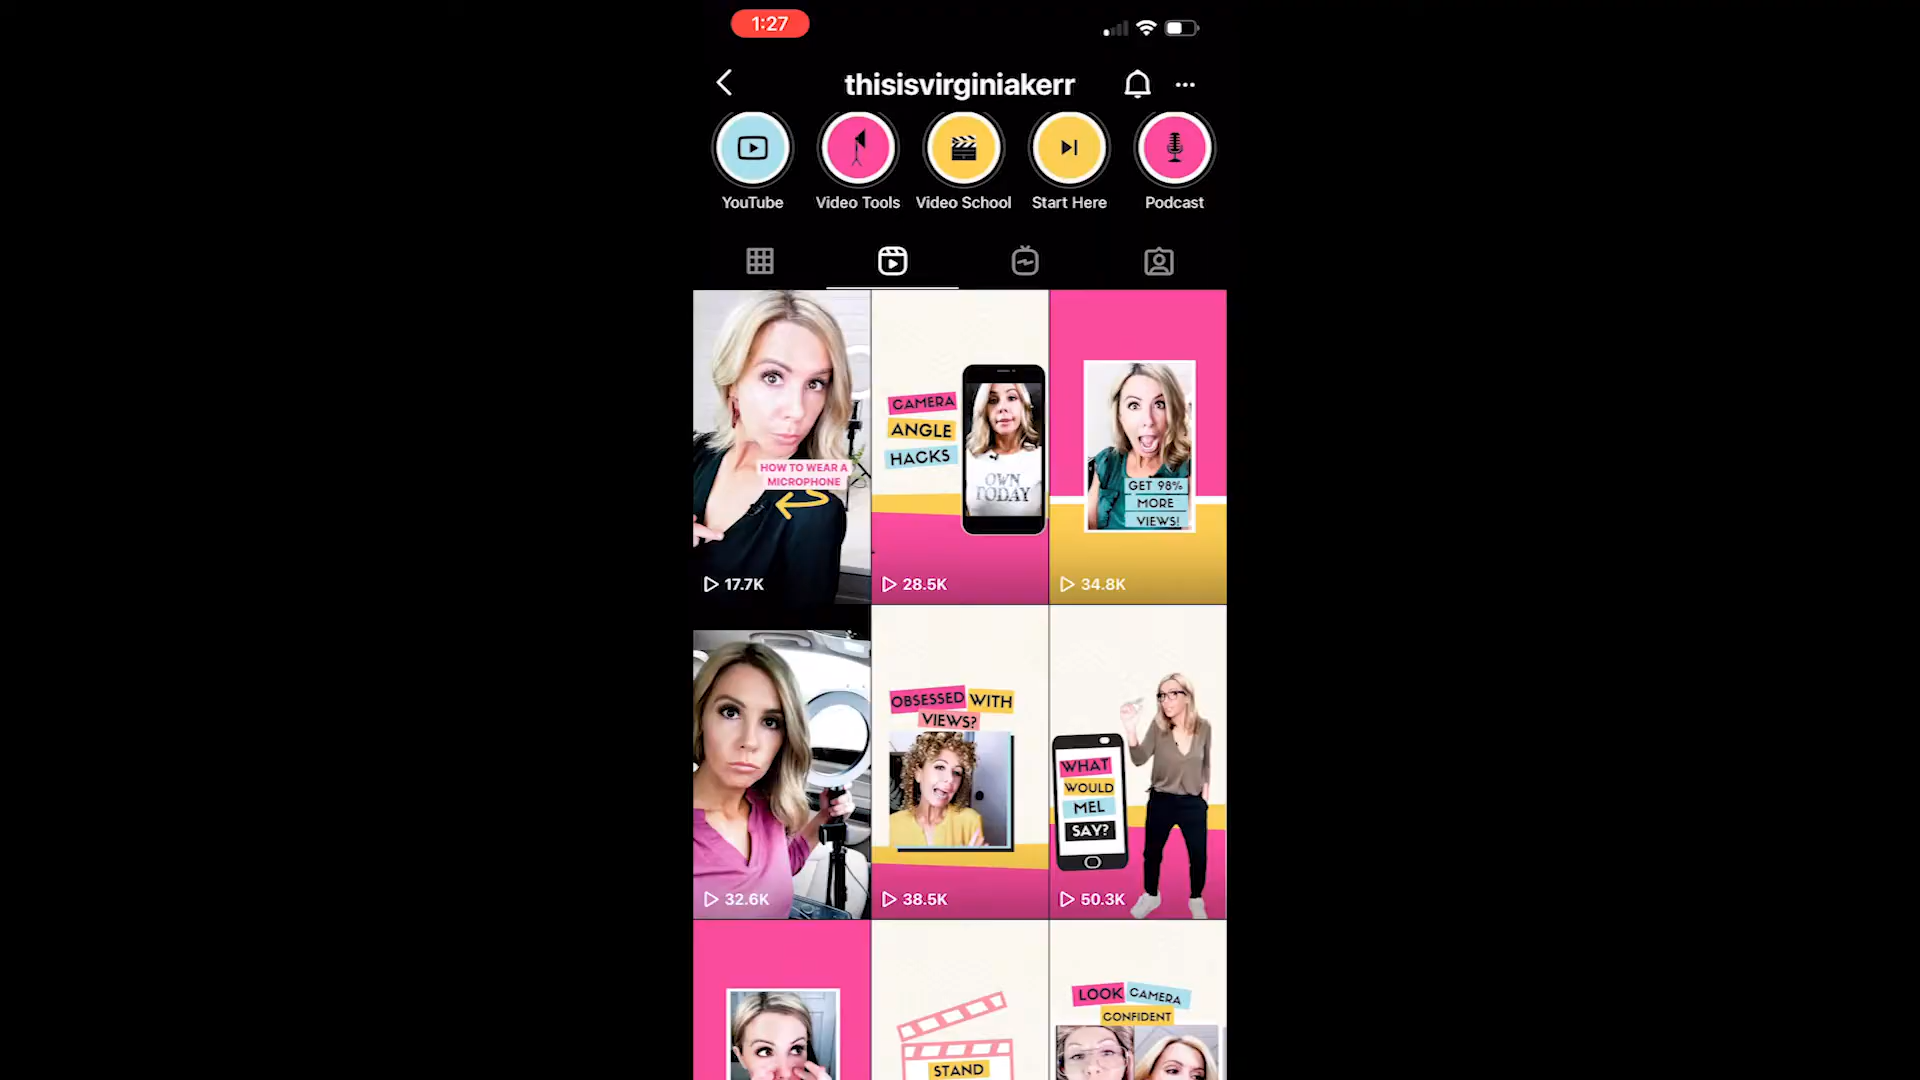 1:27
thisisvirginiakerr
YouTube
Video Tools
Video School
Start Here
Podcast
HOW TO WEAR A
MICROPHONE
17.7K
CAMERA
ANGLE
HACKS
OWN
TODAY
28.5K
GET 98%
MORE
VIEWS!
34.8K
32.6K
OBSESSED WITH
VIEWS?
38.5K
WHAT
WOULD
MEL
SAY?
50.3K
STAND
LOOK CAMERA
CONFIDENT